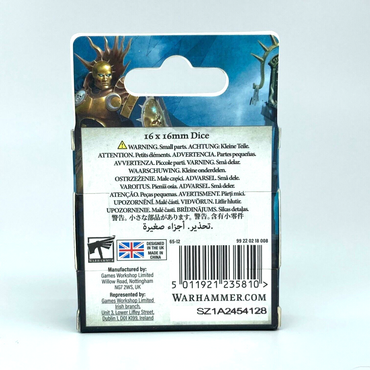 16 x 16mm Dice
WARNING. Small parts. ACHTUNG: Kleine Teile.
ATTENTION. Petits éléments. ADVERTENCIA. Partes pequeñas.
AVVERTENZA. Piccole parti. VARNING. Små delar.
WAARSCHUWING. Kleine onderdelen.
OSTRZEŻENIE. Małe części. ADVARSEL. Små dele.
VAROITUS. Pieniä osia. ADVARSEL. Små deler.
ATENÇÃO. Peças pequenas. AVERTISMENT. Părți mici.
UPOZORNĚNÍ. Malé části. VIÐVÖRUN. Litlir hlutir.
UPOZORNENIE. Malé časti. BRĪDINĀJUMS. Sīkas detaļas.
警告。小さな部品があります。警告。含有小零件
تحذير. أجزاء صغيرة.
DESIGNED
IN THE UK
MADE IN
CHINA
65-12
99 22 02 18 008
Manufactured by:
Games Workshop Limited
Willow Road, Nottingham
NG7 2WS, UK
Represented by:
Games Workshop Limited
Irish branch,
Unit 3, Lower Liffey Street,
Dublin 1, D01 K199, Ireland
5 011921 235810 >
WARHAMMER.COM
SZ1A2454128